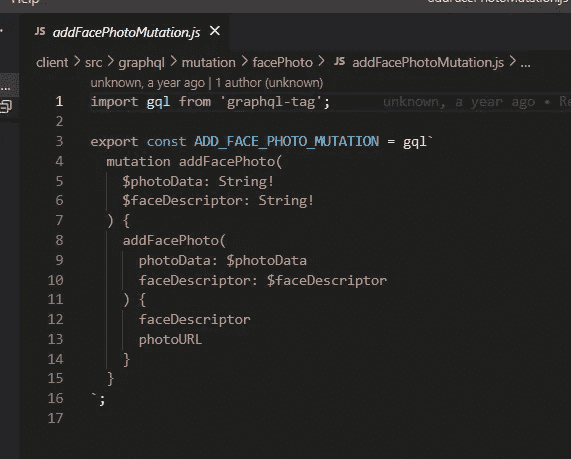 JS addFacePhotoMutation.js ×
client > src > graphql > mutation > facePhoto > JS addFacePhotoMutation.js > ...
unknown, a year ago | 1 author (unknown)
1 import gql from 'graphql-tag'; unknown, a year ago •
2
3 export const ADD_FACE_PHOTO_MUTATION = gql`
4 mutation addFacePhoto(
5 $photoData: String!
6 $faceDescriptor: String!
7 ) {
8 addFacePhoto(
9 photoData: $photoData
10 faceDescriptor: $faceDescriptor
11 ) {
12 faceDescriptor
13 photoURL
14 }
15 }
16 `;
17